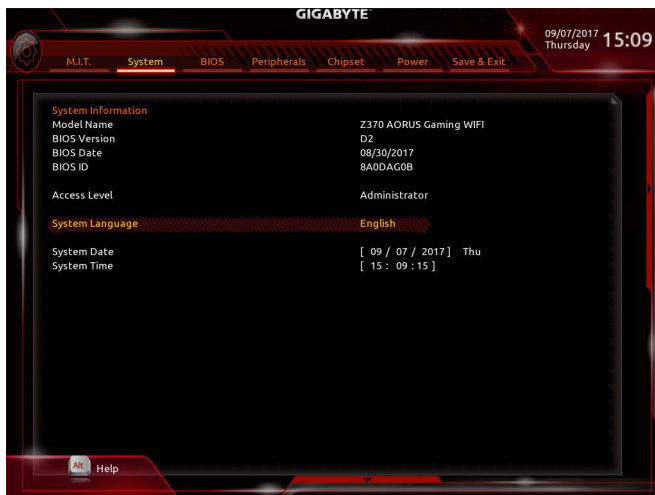 GIGABYTE™
09/07/2017 Thursday 15:09
M.I.T. System BIOS Peripherals Chipset Power Save & Exit
System Information
Model Name Z370 AORUS Gaming WIFI
BIOS Version D2
BIOS Date 08/30/2017
BIOS ID 8A0DAG0B
Access Level Administrator
System Language English
System Date [ 09 / 07 / 2017 ] Thu
System Time [ 15 : 09 : 15 ]
Alt Help